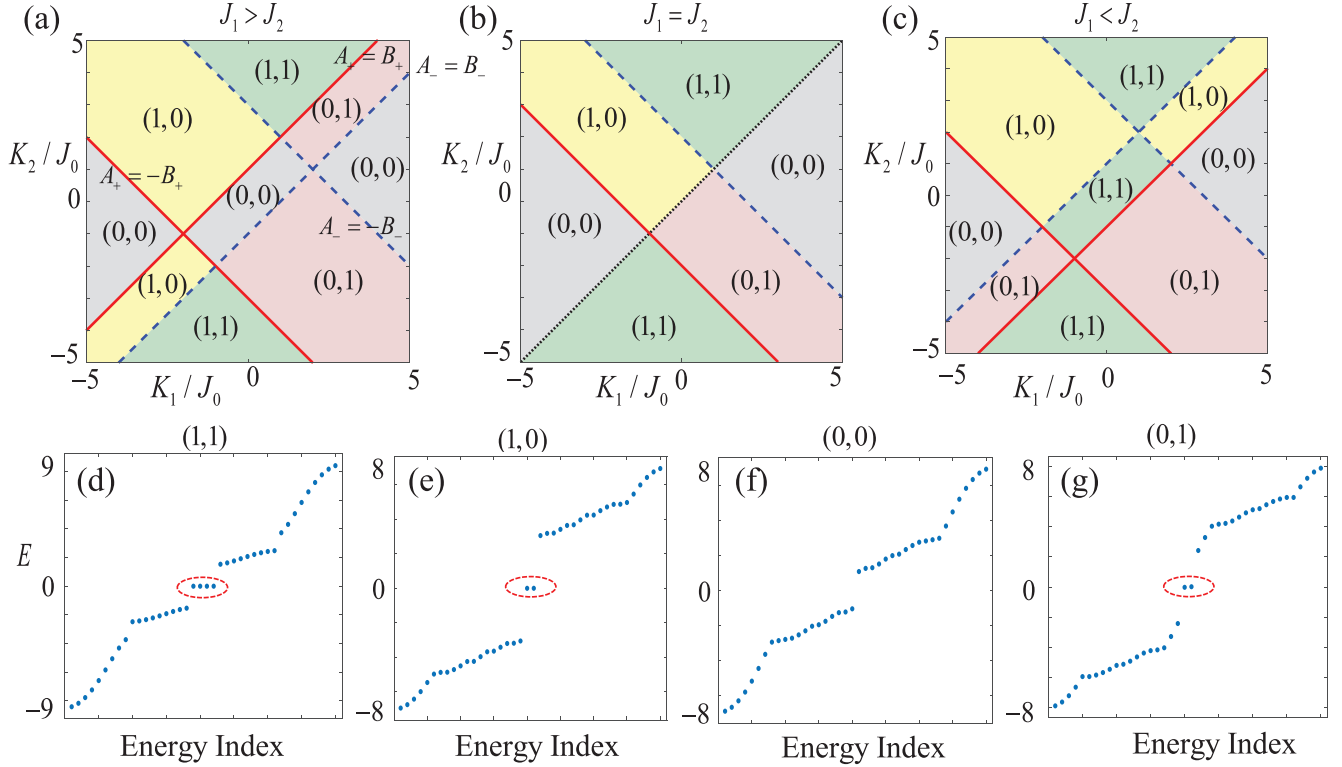 (a) J₁ > J₂
5
K₂ / J₀
0
−5
−5 0 5
K₁ / J₀
A₊ = B₊
A₋ = B₋
A₊ = −B₊
A₋ = −B₋
(1,1)
(1,0)
(0,1)
(0,0)
(0,0)
(0,0)
(1,0)
(0,1)
(1,1)
(b) J₁ = J₂
5
K₂ / J₀
0
−5
−5 0 5
K₁ / J₀
(1,1)
(1,0)
(0,0)
(0,0)
(0,1)
(1,1)
(c) J₁ < J₂
5
K₂ / J₀
0
−5
−5 0 5
K₁ / J₀
(1,1)
(1,0)
(1,0)
(0,0)
(1,1)
(0,0)
(0,1)
(0,1)
(1,1)
(1,1)
(d)
9
E
0
−9
Energy Index
(1,0)
(e)
8
0
−8
Energy Index
(0,0)
(f)
8
0
−8
Energy Index
(0,1)
(g)
8
0
−8
Energy Index